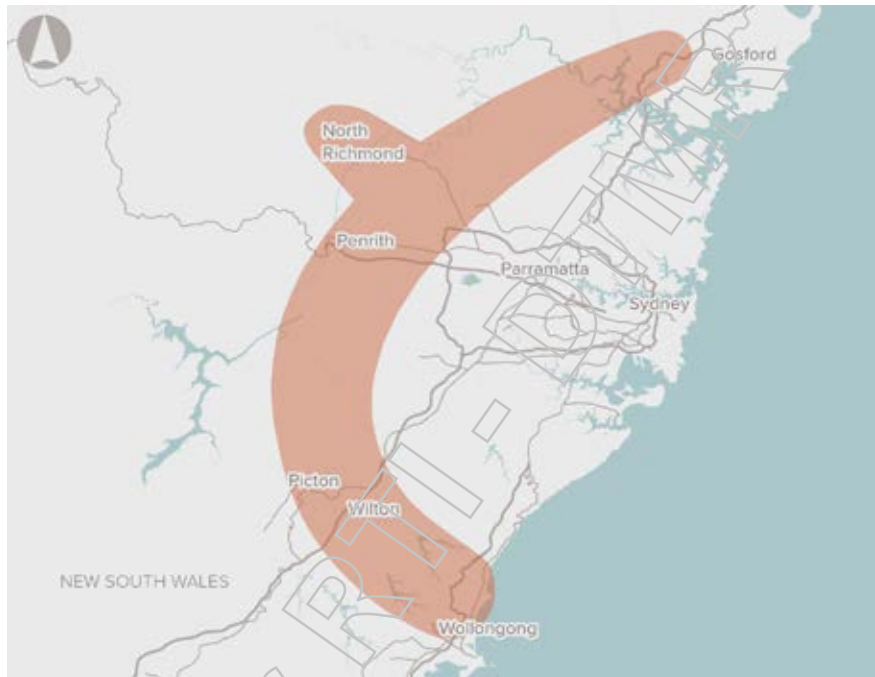 Gosford
North
Richmond
Penrith
Parramatta
Sydney
Picton
Wilton
NEW SOUTH WALES
Wollongong